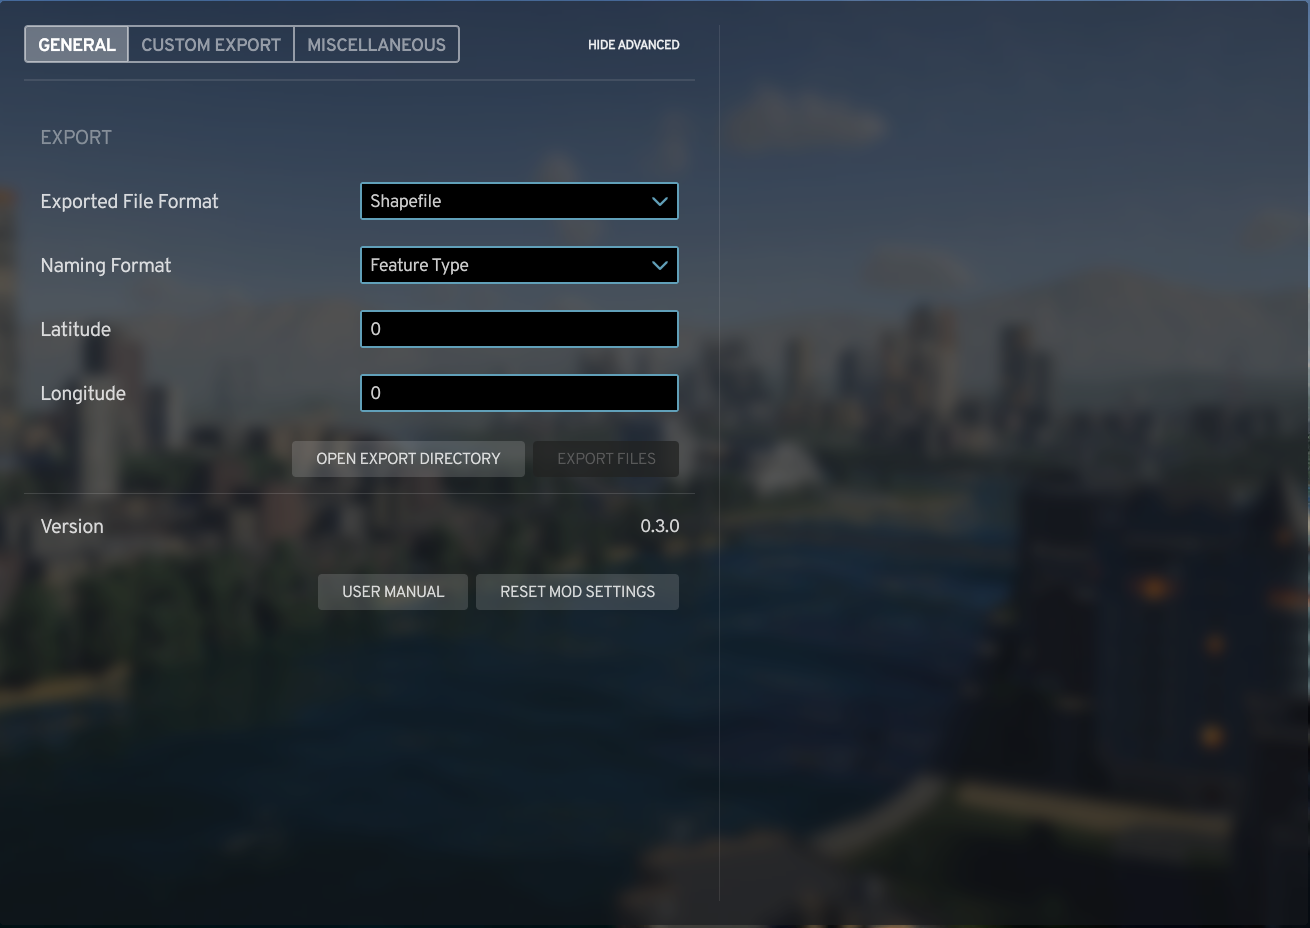 GENERAL CUSTOM EXPORT MISCELLANEOUS HIDE ADVANCED
EXPORT
Exported File Format Shapefile
Naming Format Feature Type
Latitude 0
Longitude 0
OPEN EXPORT DIRECTORY EXPORT FILES
Version 0.3.0
USER MANUAL RESET MOD SETTINGS